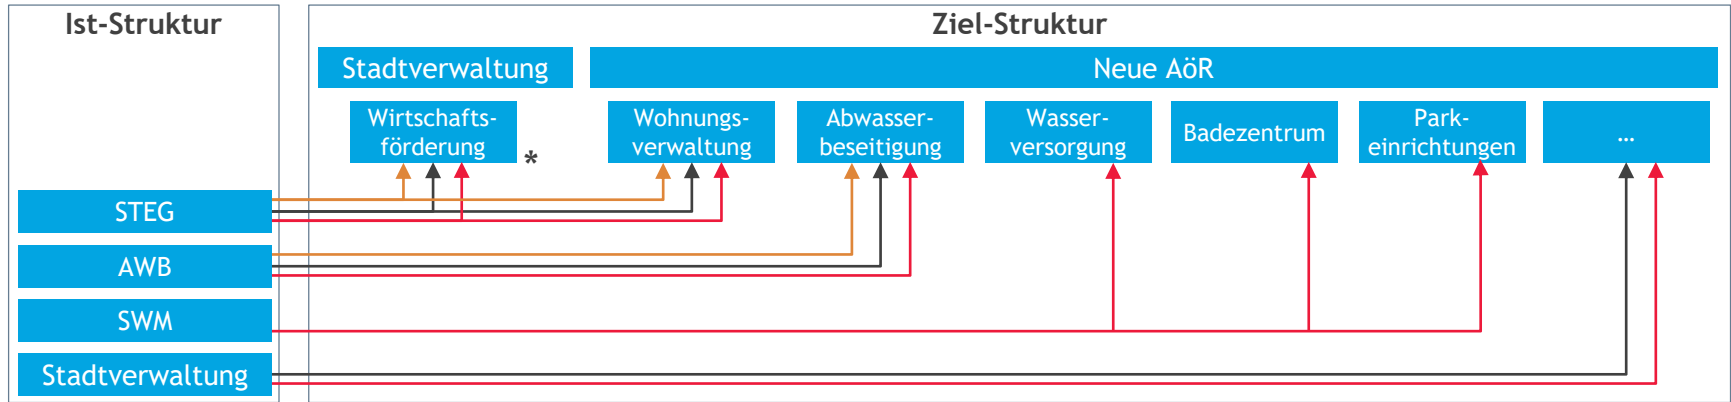 Ist-Struktur
Ziel-Struktur
Stadtverwaltung
Neue AöR
Wirtschafts-
förderung
*
Wohnungs-
verwaltung
Abwasser-
beseitigung
Wasser-
versorgung
Badezentrum
Park-
einrichtungen
...
STEG
AWB
SWM
Stadtverwaltung